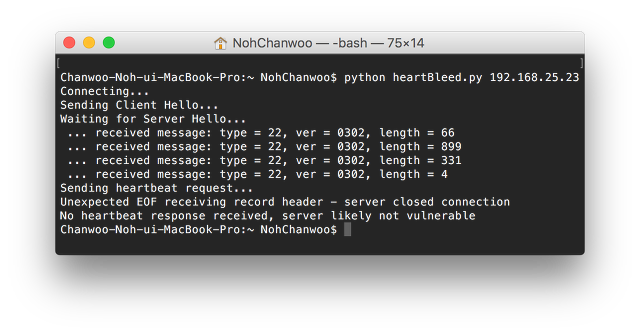 NohChanwoo — -bash — 75×14
[ ]
Chanwoo-Noh-ui-MacBook-Pro:~ NohChanwoo$ python heartBleed.py 192.168.25.23
Connecting...
Sending Client Hello...
Waiting for Server Hello...
... received message: type = 22, ver = 0302, length = 66
... received message: type = 22, ver = 0302, length = 899
... received message: type = 22, ver = 0302, length = 331
... received message: type = 22, ver = 0302, length = 4
Sending heartbeat request...
Unexpected EOF receiving record header - server closed connection
No heartbeat response received, server likely not vulnerable
Chanwoo-Noh-ui-MacBook-Pro:~ NohChanwoo$